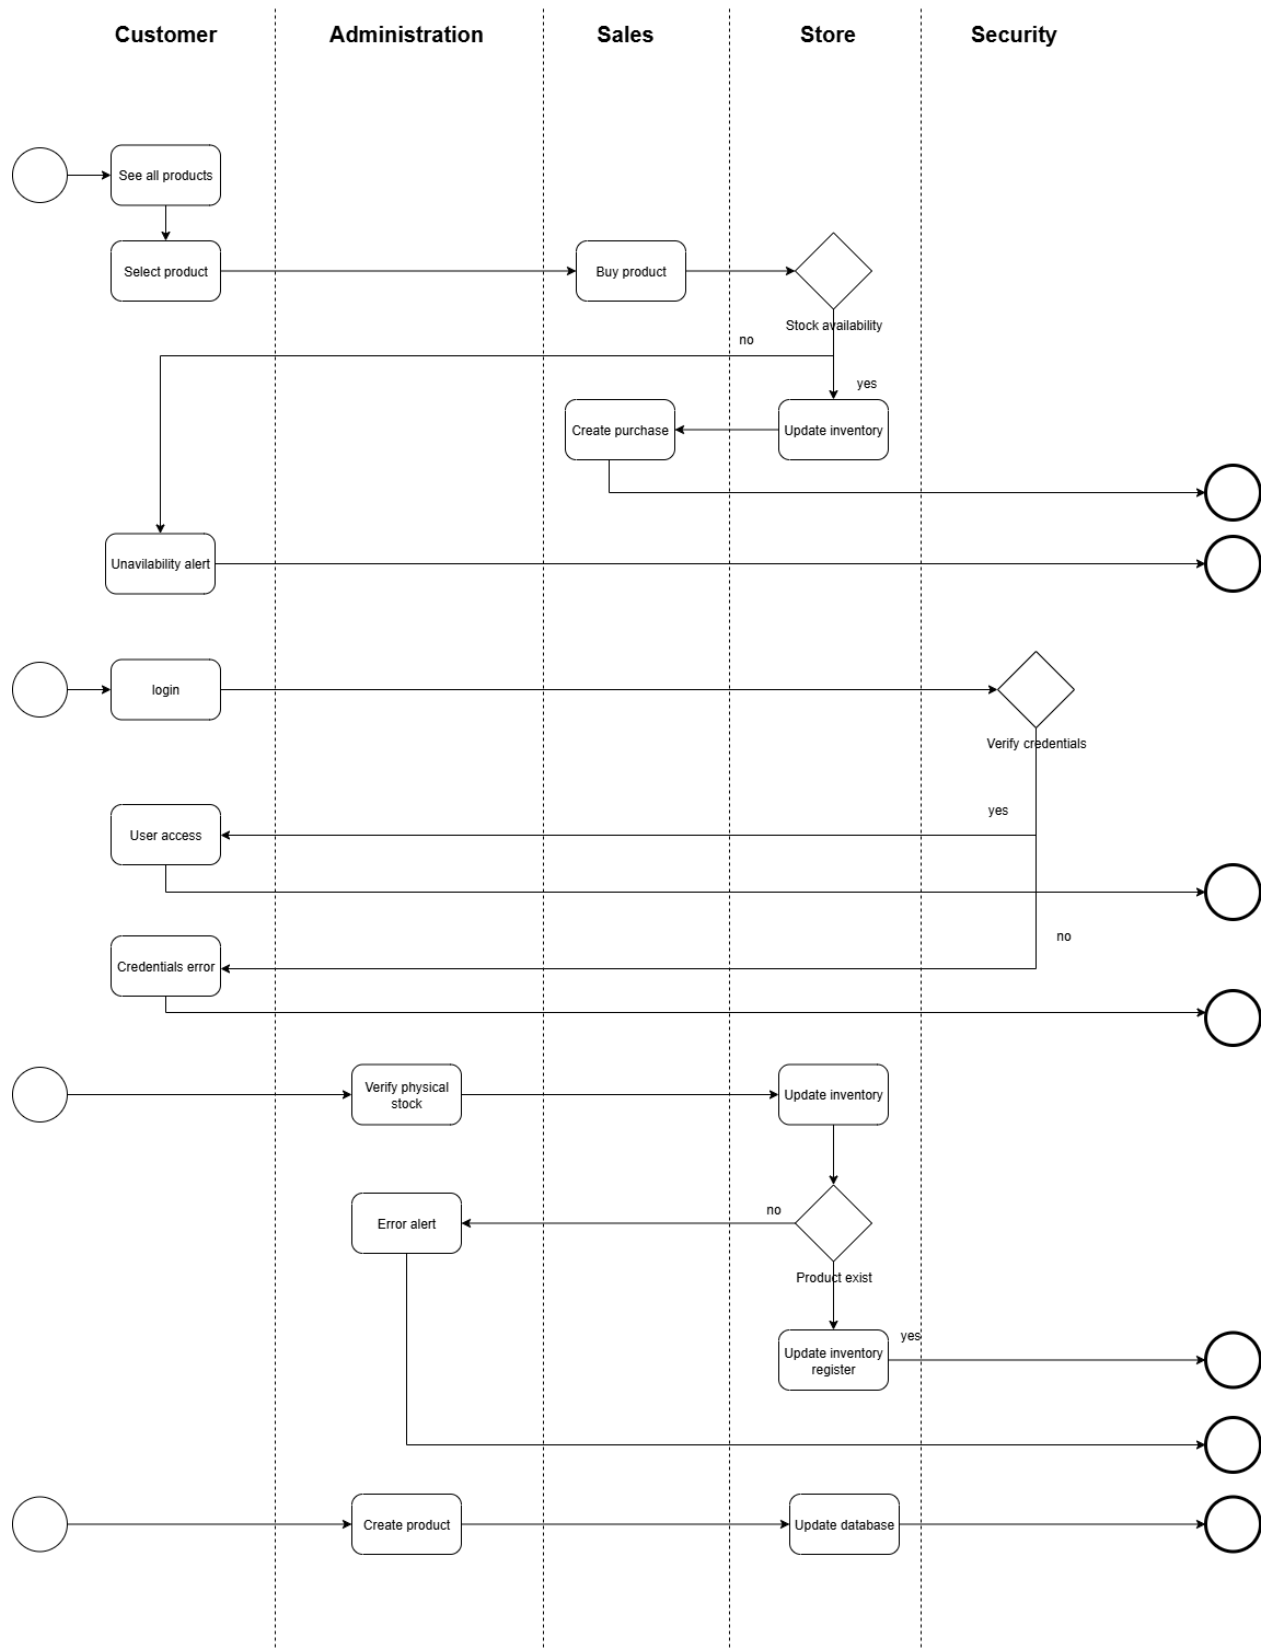 Customer
Administration
Sales
Store
Security
See all products
Select product
Buy product
Stock availability
no
yes
Create purchase
Update inventory
Unavilability alert
login
Verify credentials
yes
User access
no
Credentials error
Verify physical
stock
Update inventory
no
Error alert
Product exist
yes
Update inventory
register
Create product
Update database